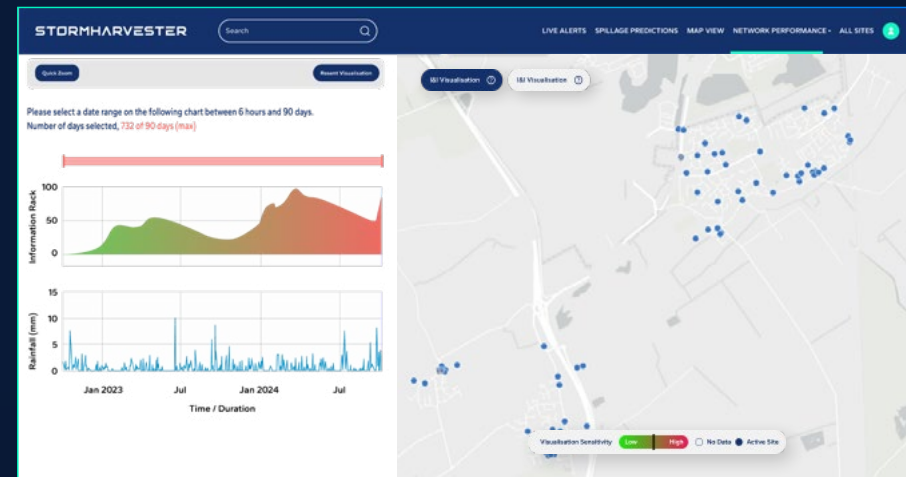 STORMHARVESTER
Search
LIVE ALERTS SPILLAGE PREDICTIONS MAP VIEW NETWORK PERFORMANCE ALL SITES
Quick Zoom
Resent Visualisation
I&I Visualisation
I&I Visualisation
Please select a date range on the following chart between 6 hours and 90 days.
Number of days selected, 732 of 90 days (max)
Information Rack
100
50
0
Rainfall (mm)
15
10
5
0
Jan 2023 Jul Jan 2024 Jul
Time / Duration
Visualisation Sensitivity Low High No Data Active Site